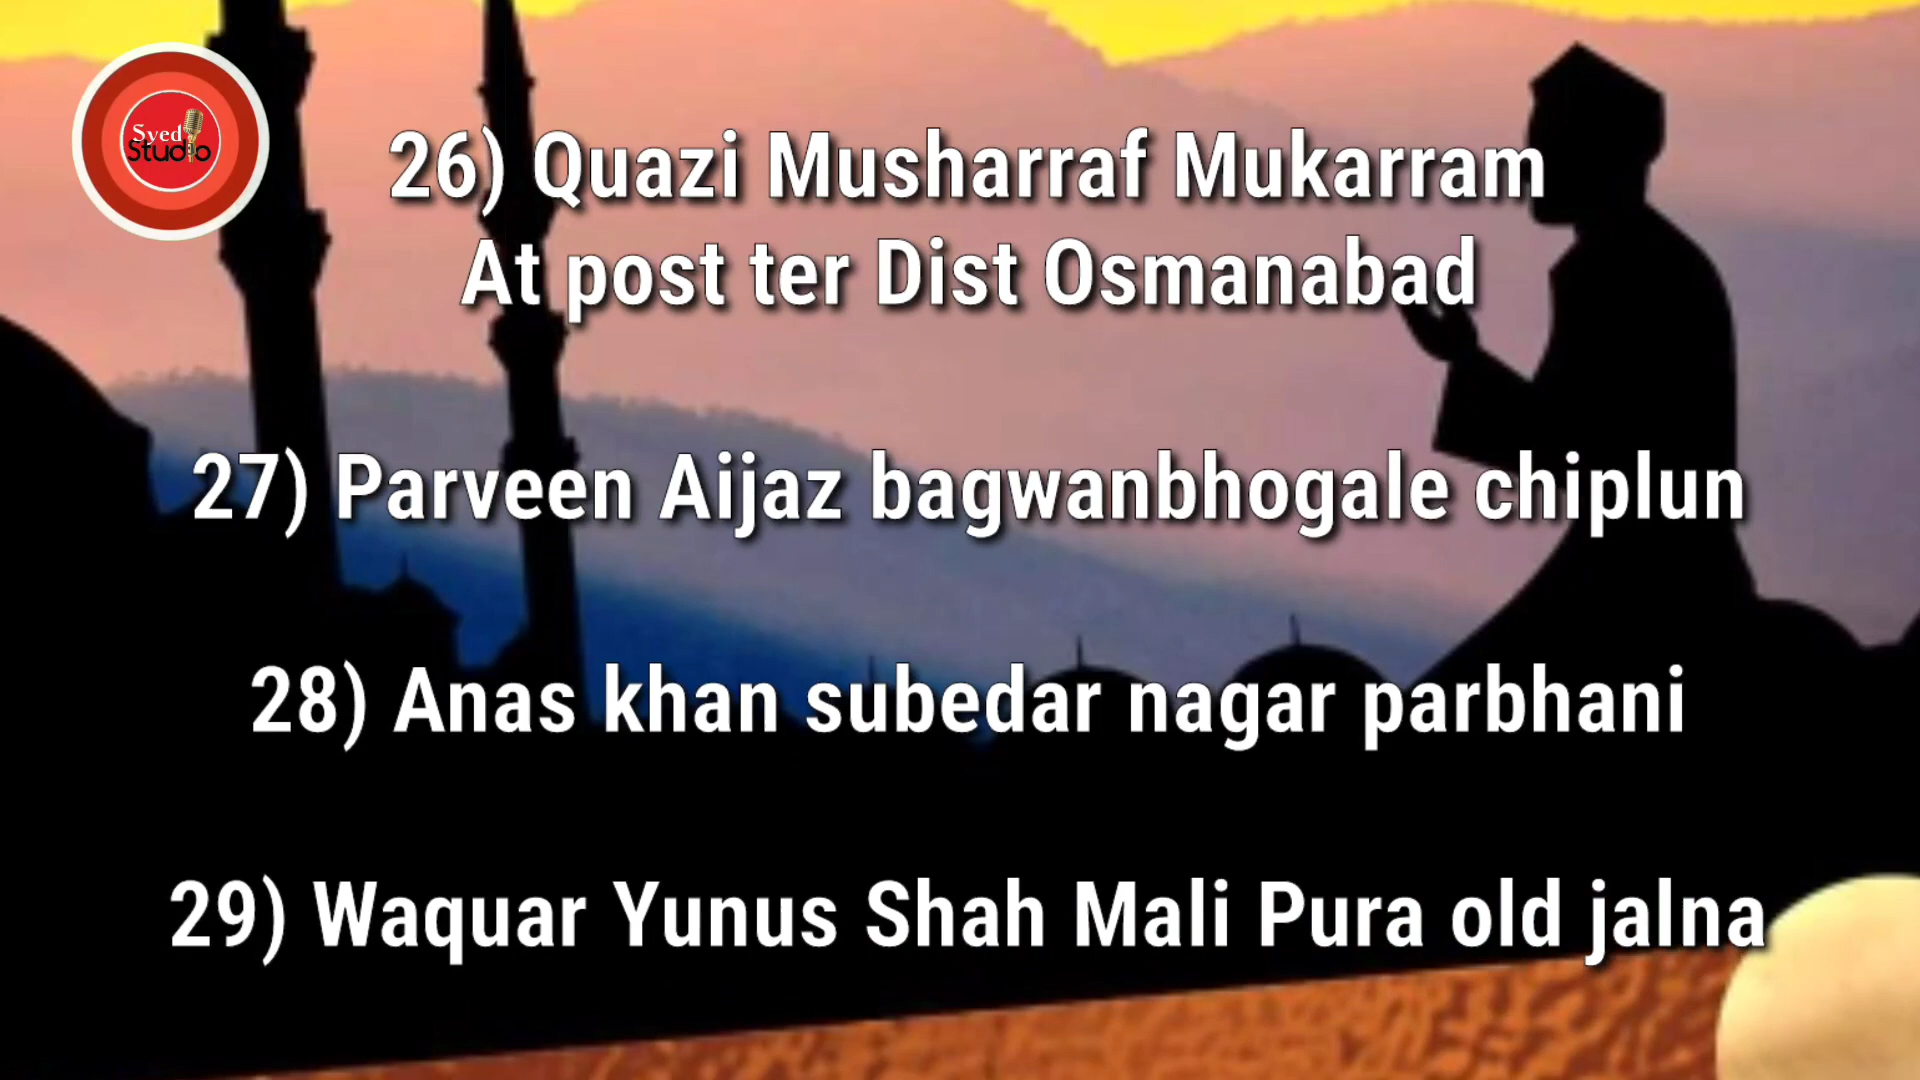 Syed
Studio
26) Quazi Musharraf Mukarram
At post ter Dist Osmanabad
27) Parveen Aijaz bagwanbhogale chiplun
28) Anas khan subedar nagar parbhani
29) Waquar Yunus Shah Mali Pura old jalna